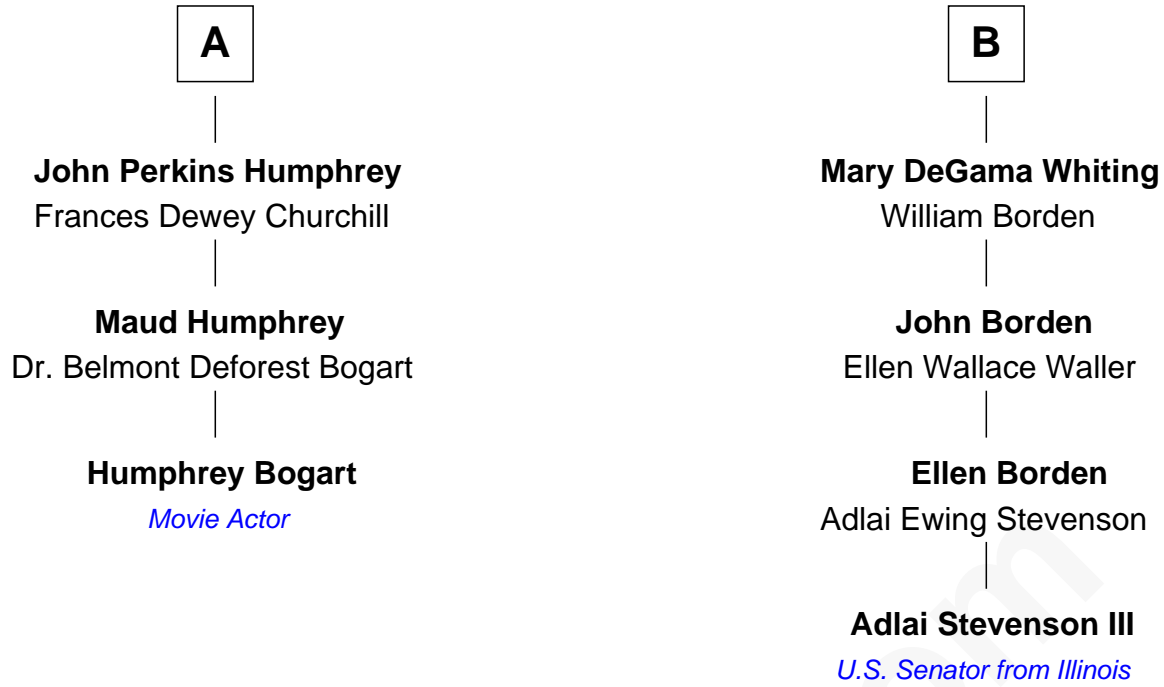 A
John Perkins Humphrey
Frances Dewey Churchill
Maud Humphrey
Dr. Belmont Deforest Bogart
Humphrey Bogart
Movie Actor
B
Mary DeGama Whiting
William Borden
John Borden
Ellen Wallace Waller
Ellen Borden
Adlai Ewing Stevenson
Adlai Stevenson III
U.S. Senator from Illinois